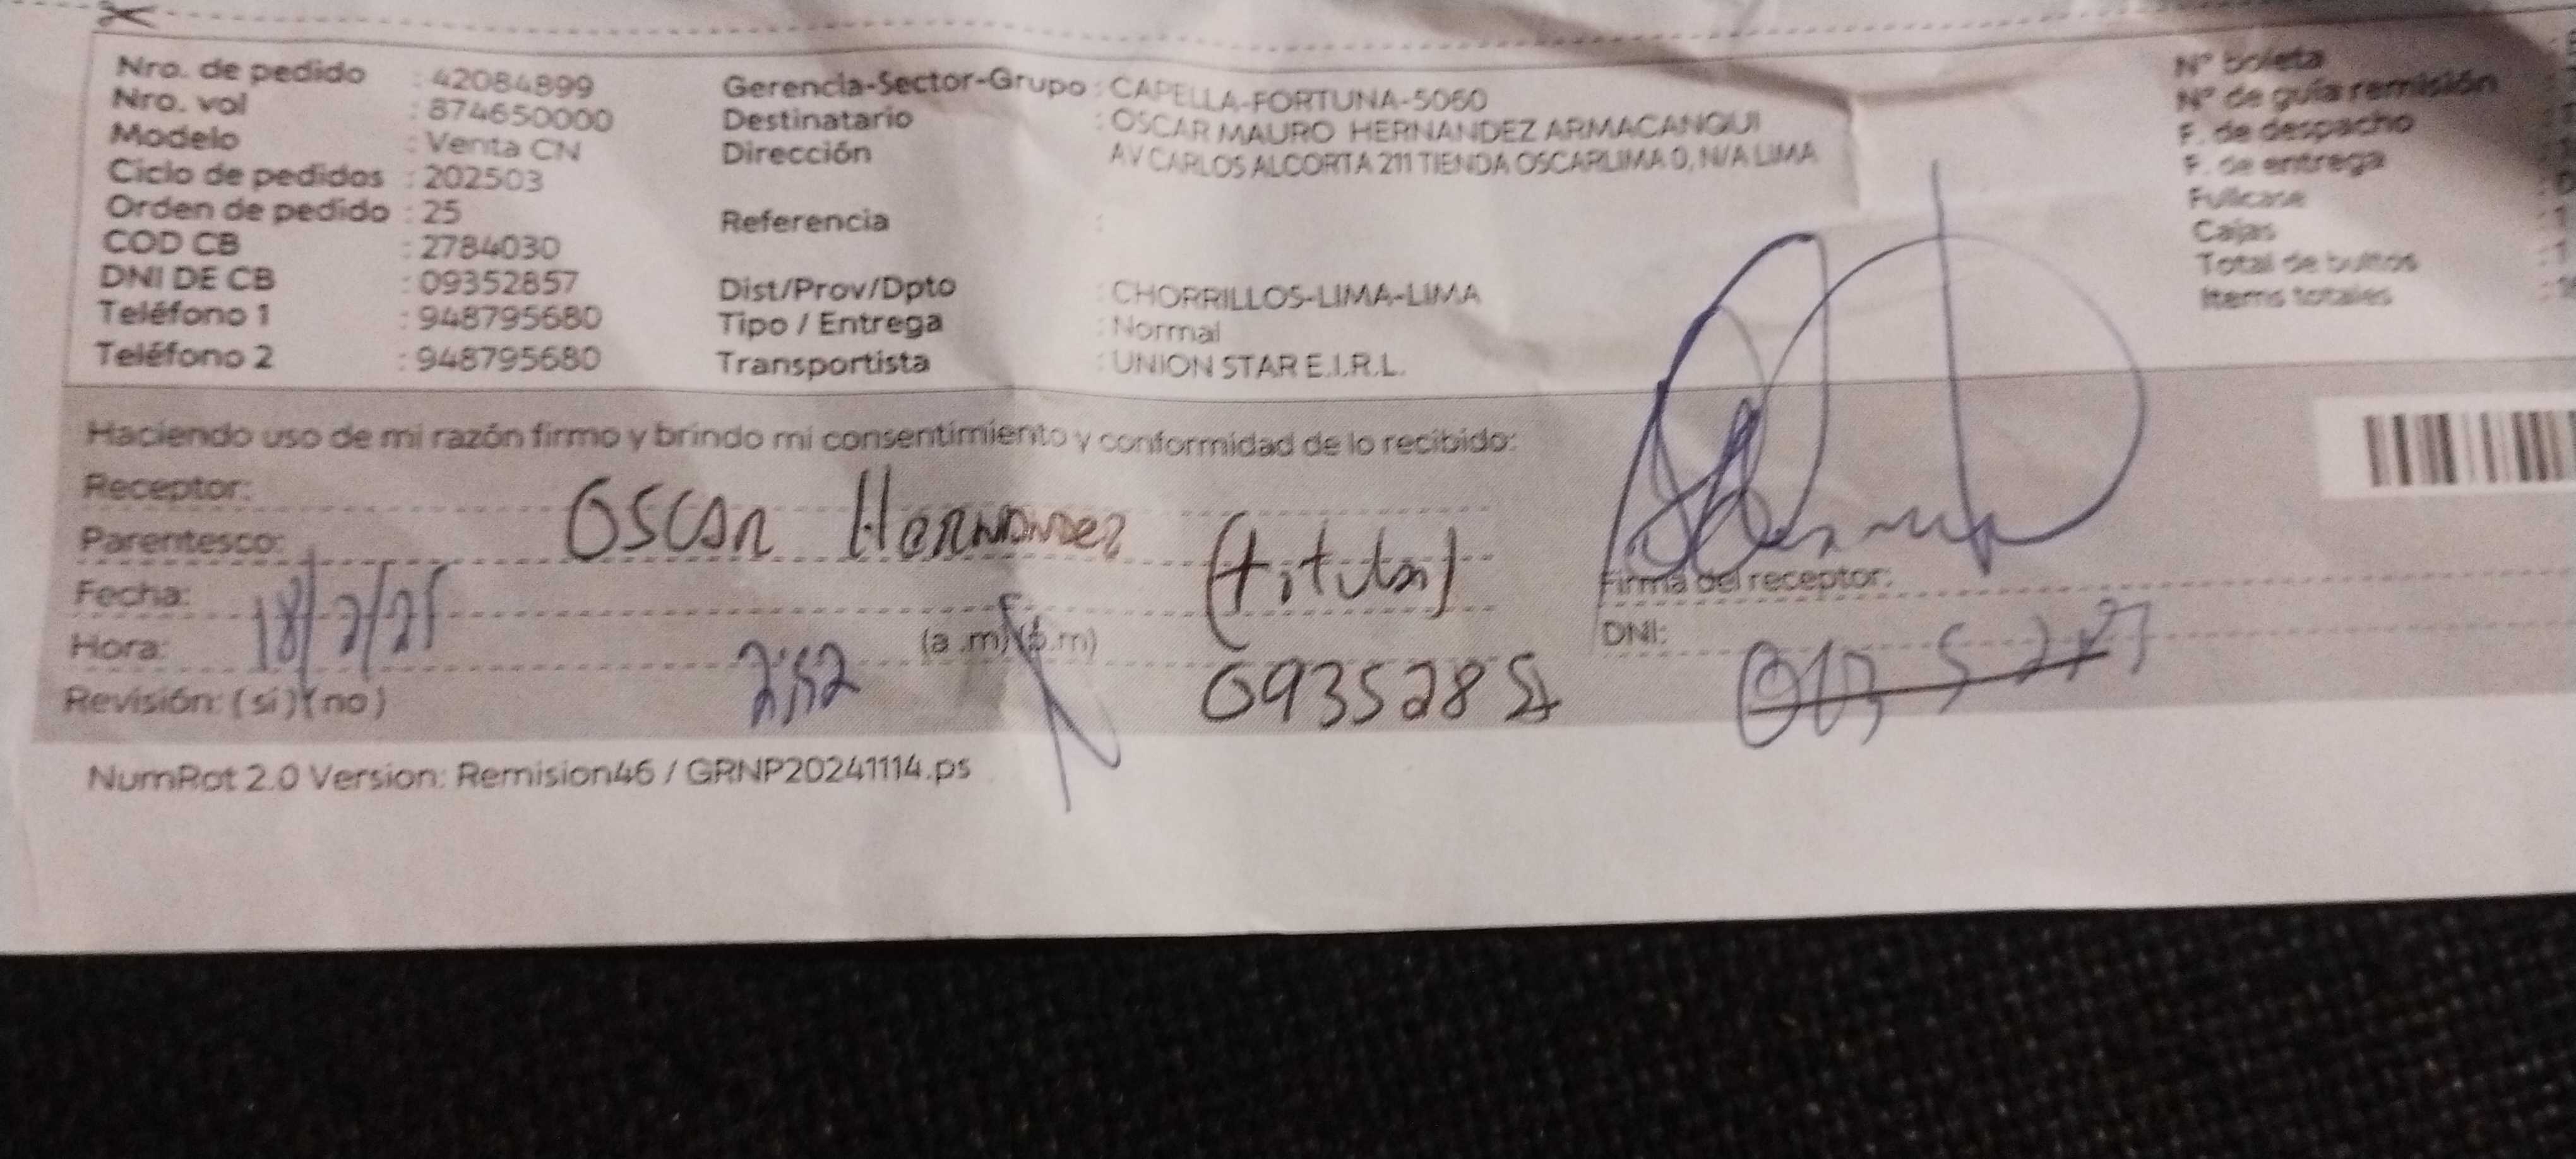 Nro. de pedido : 42084899
Nro. vol : 874650000
Modelo : Venta CN
Ciclo de pedidos : 202503
Orden de pedido : 25
COD CB : 2784030
DNI DE CB : 09352857
Teléfono 1 : 948795680
Teléfono 2 : 948795680
Gerencia-Sector-Grupo : CAPELLA-FORTUNA-5060
Destinatario : OSCAR MAURO HERNANDEZ ARMACANQUI
Dirección AV CARLOS ALCORTA 211 TIENDA OSCARLIMA 0, N/A LIMA
Referencia :
Dist/Prov/Dpto : CHORRILLOS-LIMA-LIMA
Tipo / Entrega : Normal
Transportista : UNION STAR E.I.R.L.
N° boleta
N° de guía remisión
F. de despacho
F. de entrega
Fullcase
Cajas
Total de bultos
Items totales
Haciendo uso de mi razón firmo y brindo mi consentimiento y conformidad de lo recibido:
Receptor:
Oscar Hernandez
Parentesco:
(titular)
Fecha: 18/2/25
Hora: 2:52 (a.m) (p.m)
Revisión: (si) (no)
Firma del receptor:
DNI:
NumRot 2.0 Version: Remision46 / GRNP20241114.ps